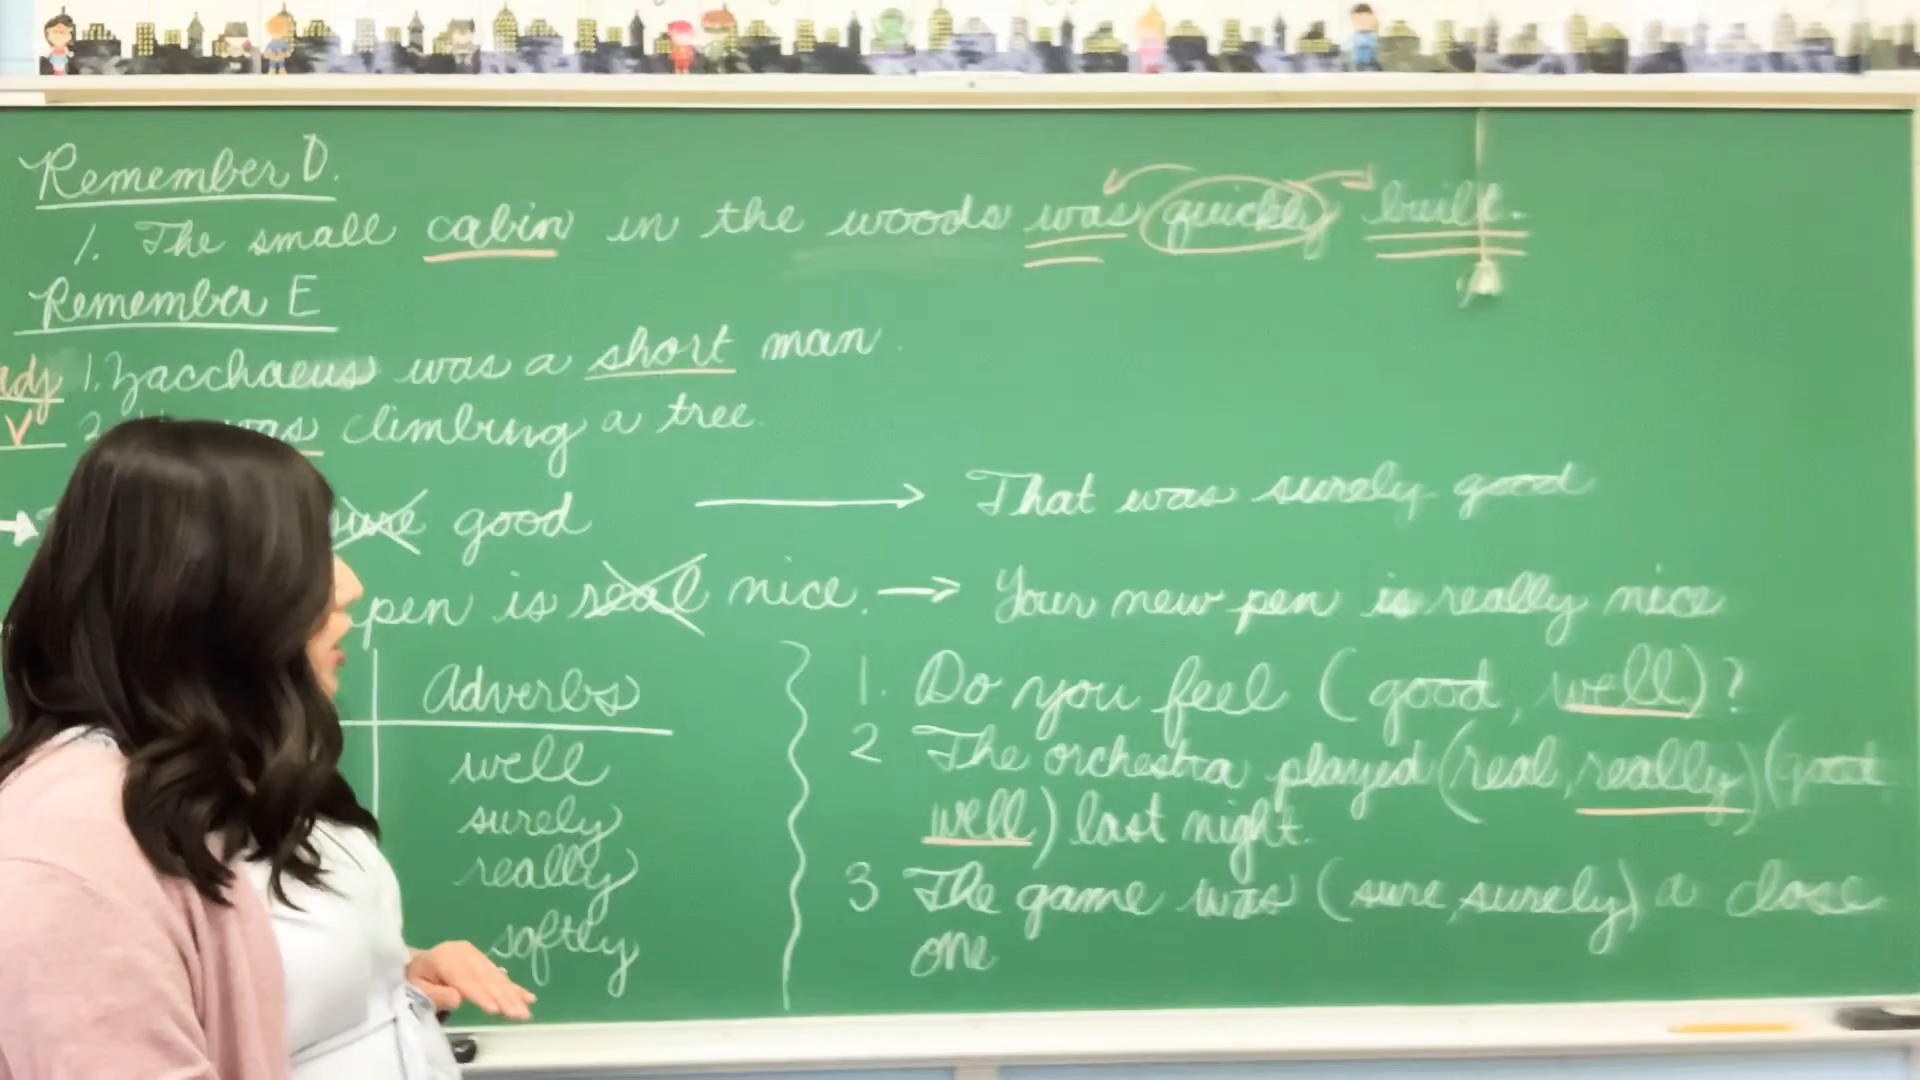 Remember D.
1. The small cabin in the woods was quickly built.
Remember E
adj 1. Zacchaeus was a short man.
V 2 was climbing a tree.
sure good → That was surely good
pen is real nice. → Your new pen is really nice
Adverbs
well
surely
really
softly
1. Do you feel (good, well)?
2 The orchestra played (real, really) (good
well) last night.
3 The game was (sure, surely) a close
one